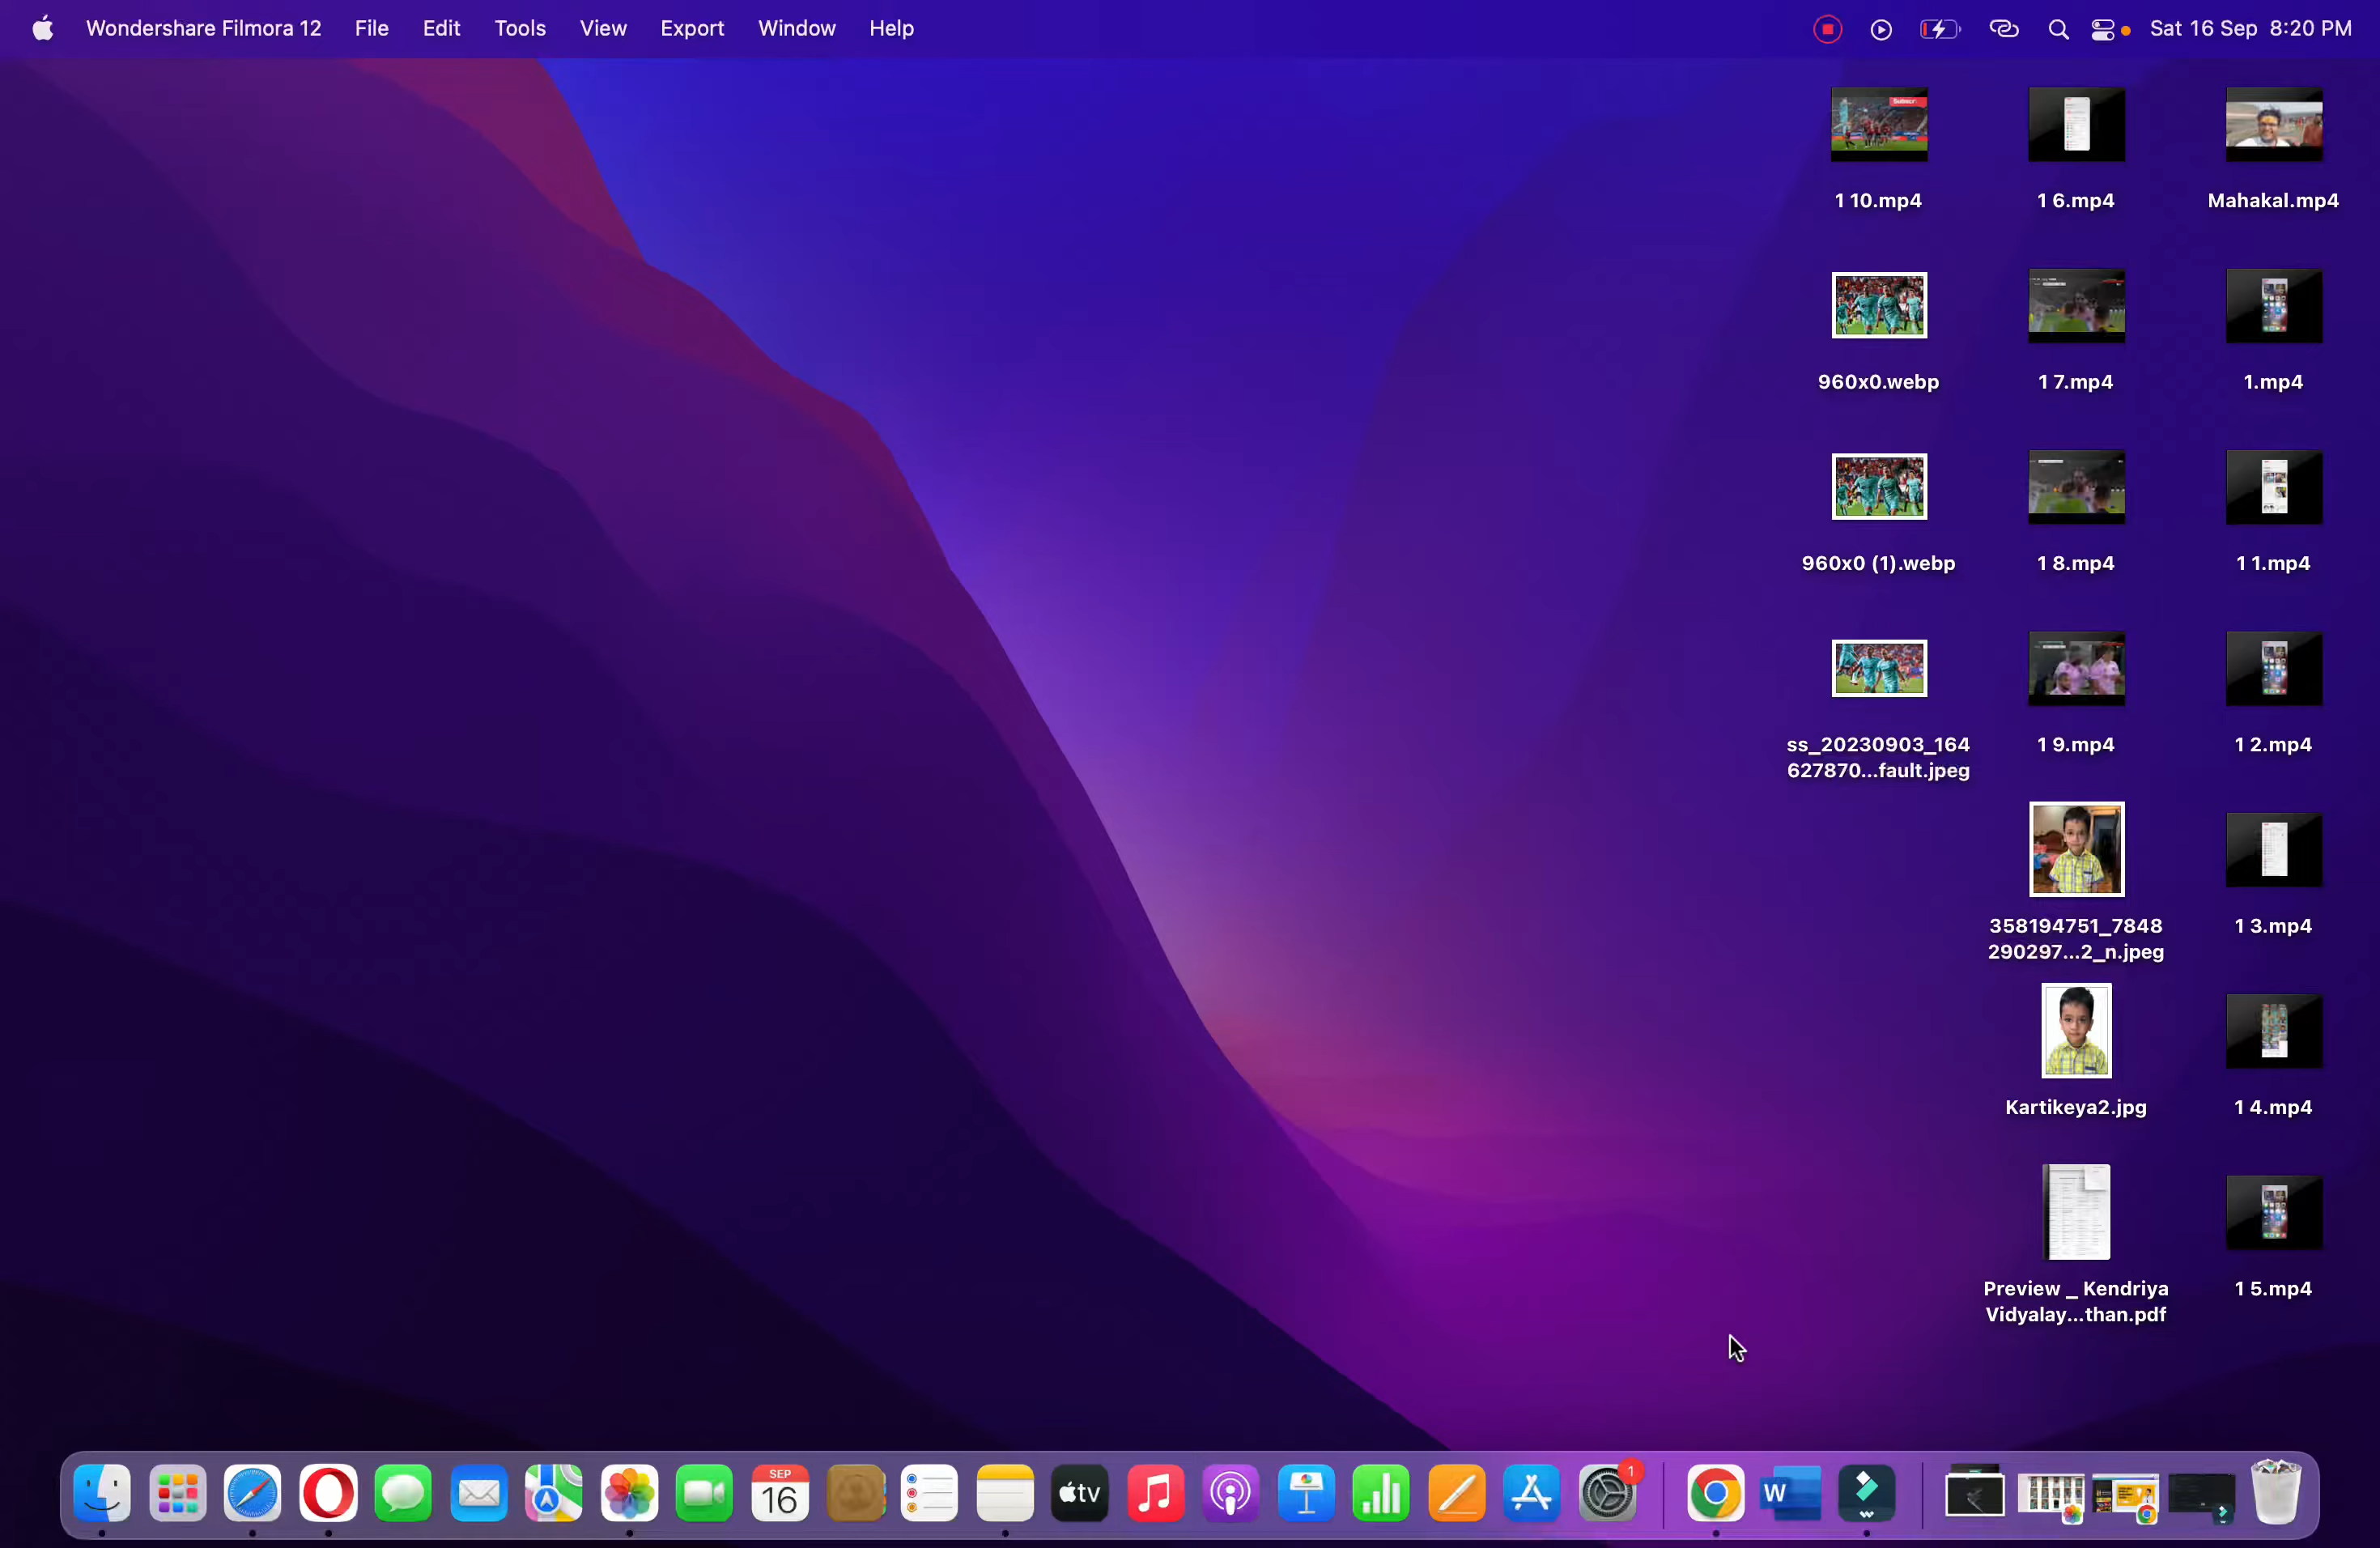 Wondershare Filmora 12 File Edit Tools View Export Window Help Sat 16 Sep 8:20 PM
Subscr
1 10.mp4 1 6.mp4 Mahakal.mp4
960x0.webp 1 7.mp4 1.mp4
960x0 (1).webp 1 8.mp4 1 1.mp4
ss_20230903_164 1 9.mp4 1 2.mp4
627870...fault.jpeg
358194751_7848 1 3.mp4
290297...2_n.jpeg
Kartikeya2.jpg 1 4.mp4
Preview _ Kendriya 1 5.mp4
Vidyalay...than.pdf
SEP 1
16 tv W